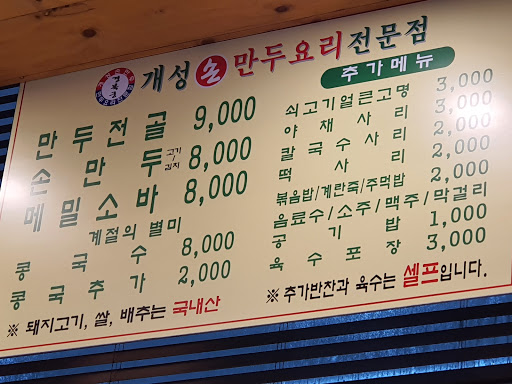 개성 손 만두요리 전문점
만두전골 9,000
손만두 고기/김치 8,000
메밀소바 8,000
계절의 별미
콩국수 8,000
콩국추가 2,000
※ 돼지고기, 쌀, 배추는 국내산
추가메뉴
쇠고기얼큰고명 3,000
야채사리 3,000
칼국수사리 2,000
떡사리 2,000
볶음밥/계란죽/주먹밥 2,000
음료수/소주/맥주/막걸리
공기밥 1,000
육수포장 3,000
※ 추가반찬과 육수는 셀프입니다.